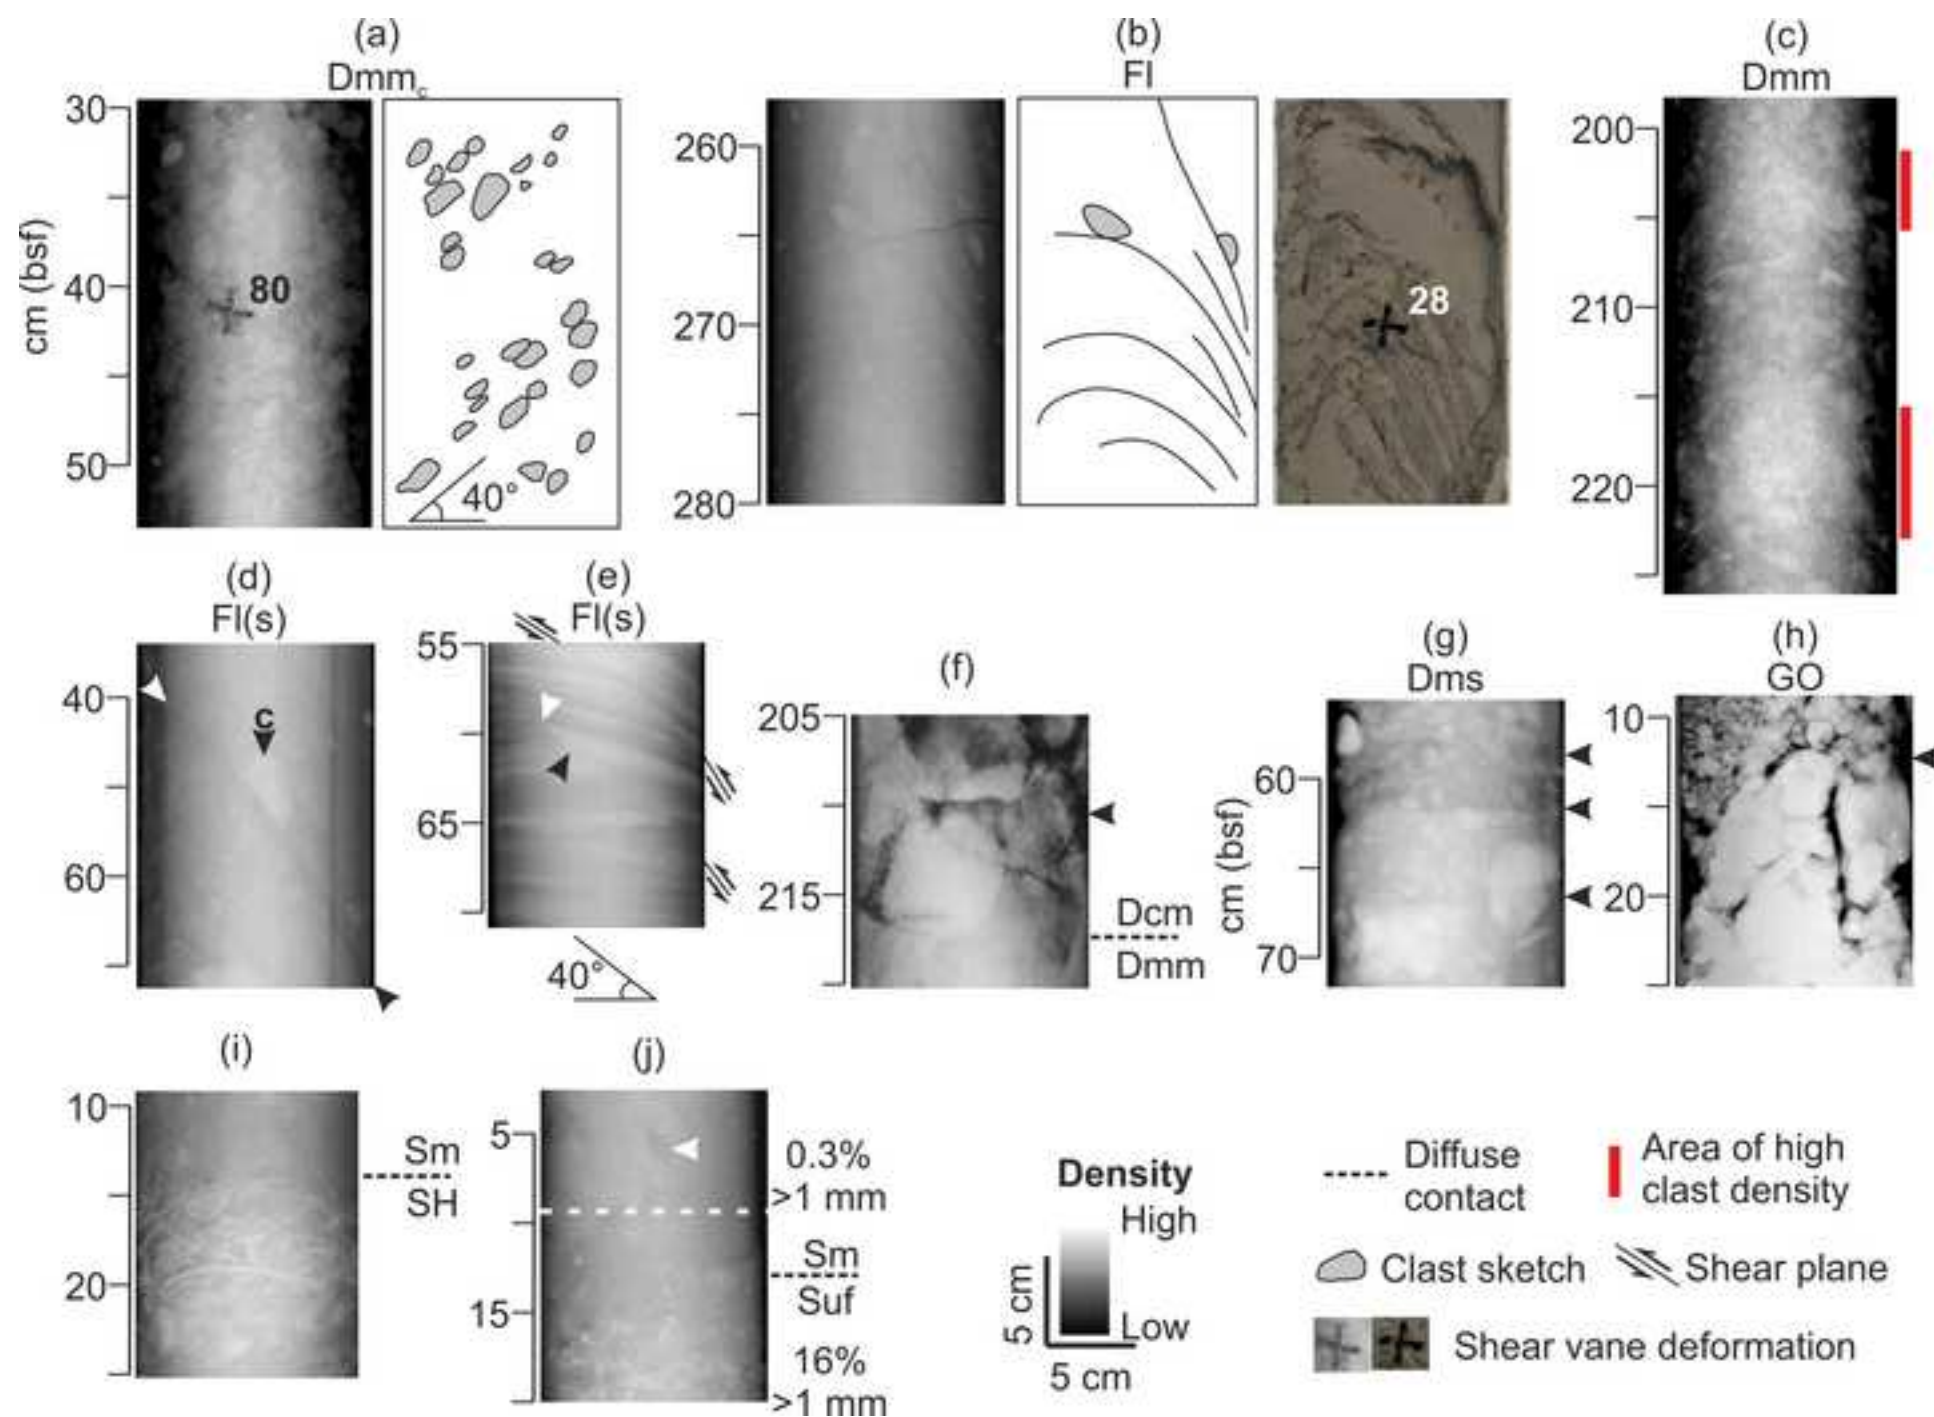 (a)
Dmmc
30
40
50
cm (bsf)
80
40°
(b)
Fl
260
270
280
28
(c)
Dmm
200
210
220
(d)
Fl(s)
40
60
c
(e)
Fl(s)
55
65
40°
(f)
205
215
Dcm
Dmm
(g)
Dms
cm (bsf)
60
70
(h)
GO
10
20
(i)
10
20
Sm
SH
(j)
5
15
0.3%
>1 mm
Sm
Suf
16%
>1 mm
Density
High
Low
5 cm
5 cm
Diffuse
contact
Area of high
clast density
Clast sketch
Shear plane
Shear vane deformation